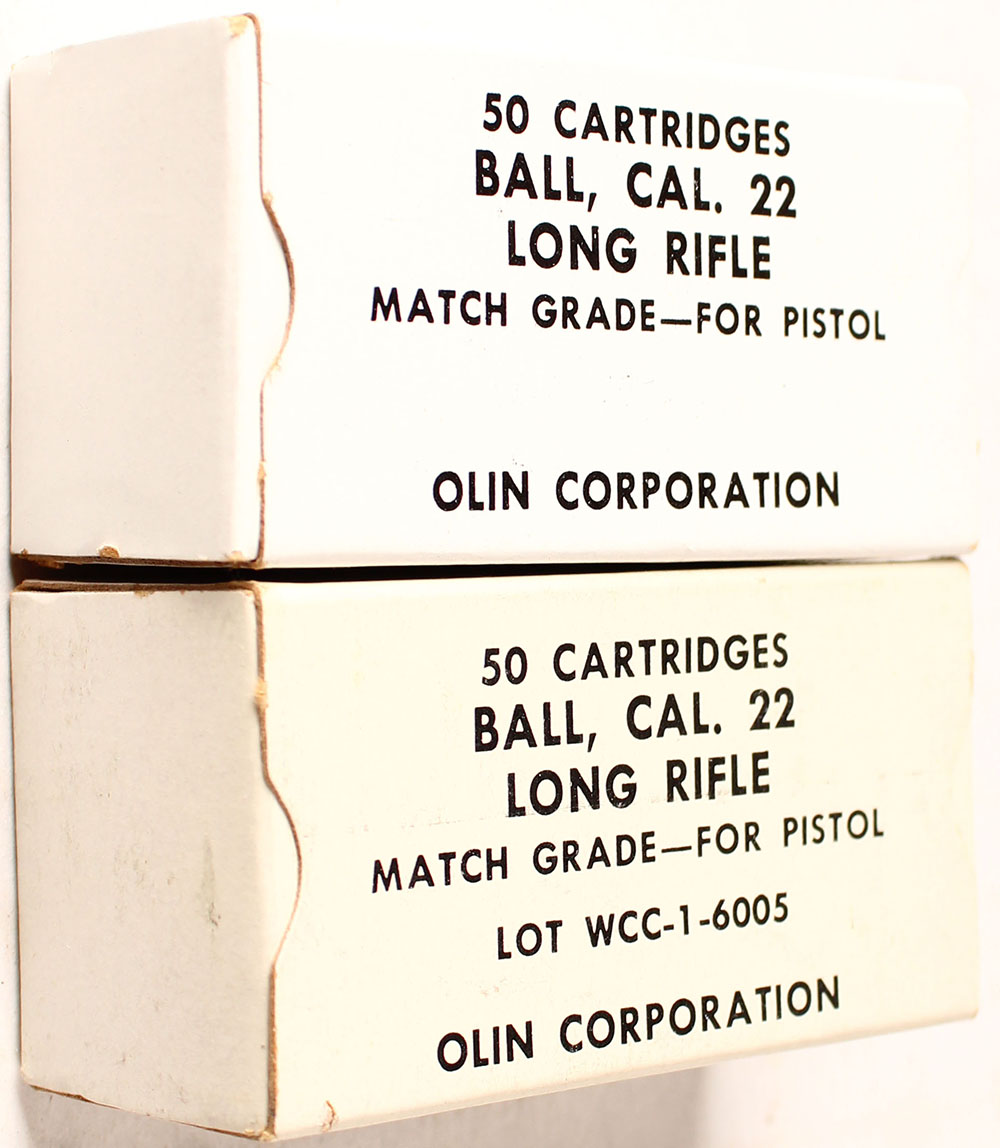 50 CARTRIDGES
BALL, CAL. 22
LONG RIFLE
MATCH GRADE—FOR PISTOL
OLIN CORPORATION
50 CARTRIDGES
BALL, CAL. 22
LONG RIFLE
MATCH GRADE—FOR PISTOL
LOT WCC-1-6005
OLIN CORPORATION